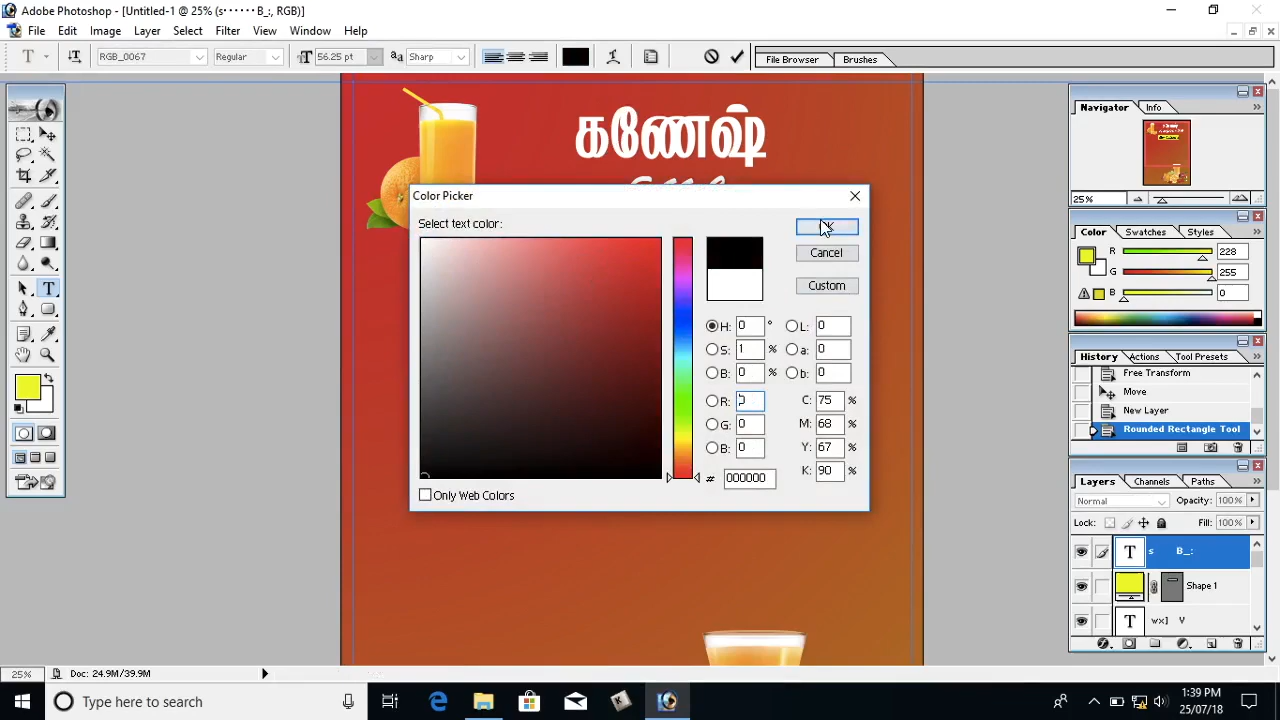 Adobe Photoshop - [Untitled-1 @ 25% (s······B_:, RGB)]
File Edit Image Layer Select Filter View Window Help
RGB_0067 Regular 56.25 pt aa Sharp File Browser Brushes
கணேஷ்
Navigator Info
25%
Color Picker
Select text color:
Cancel
Custom
H: 0 ° L: 0
S: 1 % a: 0
B: 0 % b: 0
R: 0 C: 75 %
G: 0 M: 68 %
B: 0 Y: 67 %
# 000000 K: 90 %
Only Web Colors
Color Swatches Styles
R 228
G 255
B 0
History Actions Tool Presets
Free Transform
Move
New Layer
Rounded Rectangle Tool
Layers Channels Paths
Normal Opacity: 100%
Lock: Fill: 100%
T s B_:
Shape 1
T wx] V
25% Doc: 24.9M/39.9M
Type here to search
1:39 PM
25/07/18